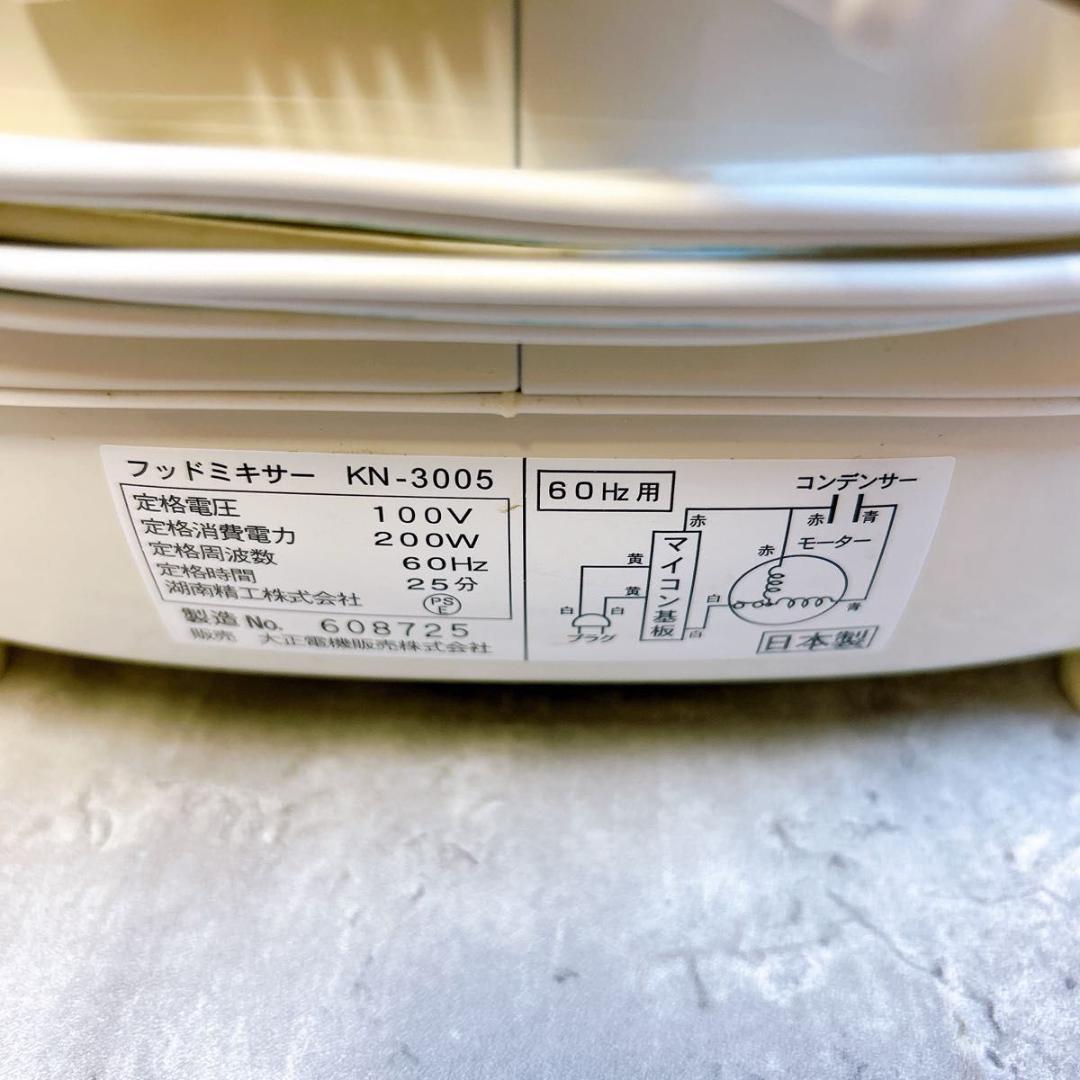 フッドミキサー KN-3005
定格電圧 100V
定格消費電力 200W
定格周波数 60Hz
定格時間 25分
湖南精工株式会社 PSE
製造No. 608725
販売 大正電機販売株式会社
60Hz用
コンデンサー
赤
赤 青
モーター
赤
黄
黄
マイコン基板
白 白
プラグ
白
白
青
日本製